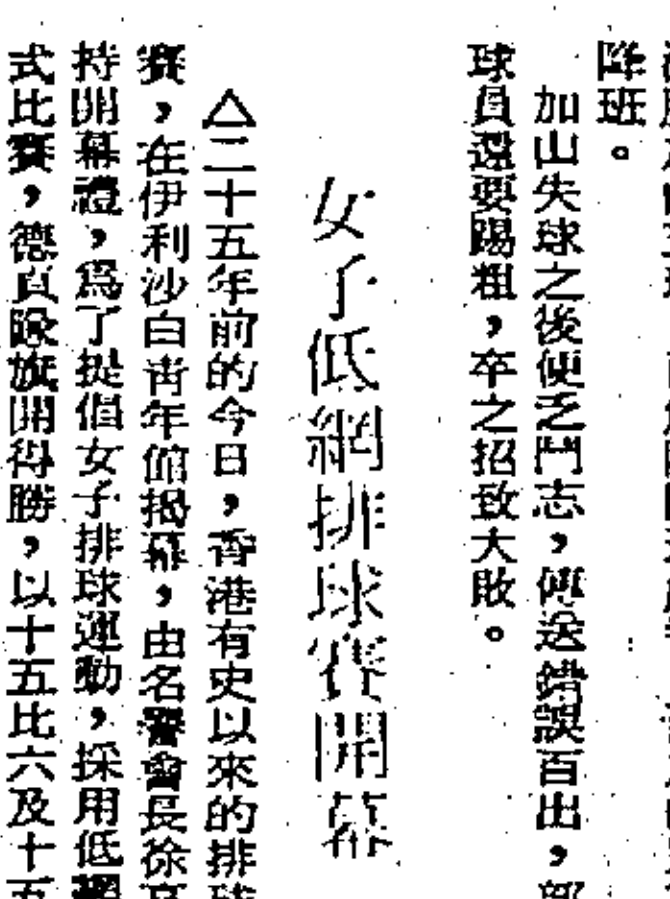 降班。
加山失球之後便乏鬥志，傳送錯誤百出，部
球員還要踢粗，卒之招致大敗。
女子低網排球賽開幕
△二十五年前的今日，香港有史以來的排球
賽，在伊利沙白青年館揭幕，由名譽會長徐亨
持開幕禮，爲了提倡女子排球運動，採用低網
式比賽，德貞隊旗開得勝，以十五比六及十五